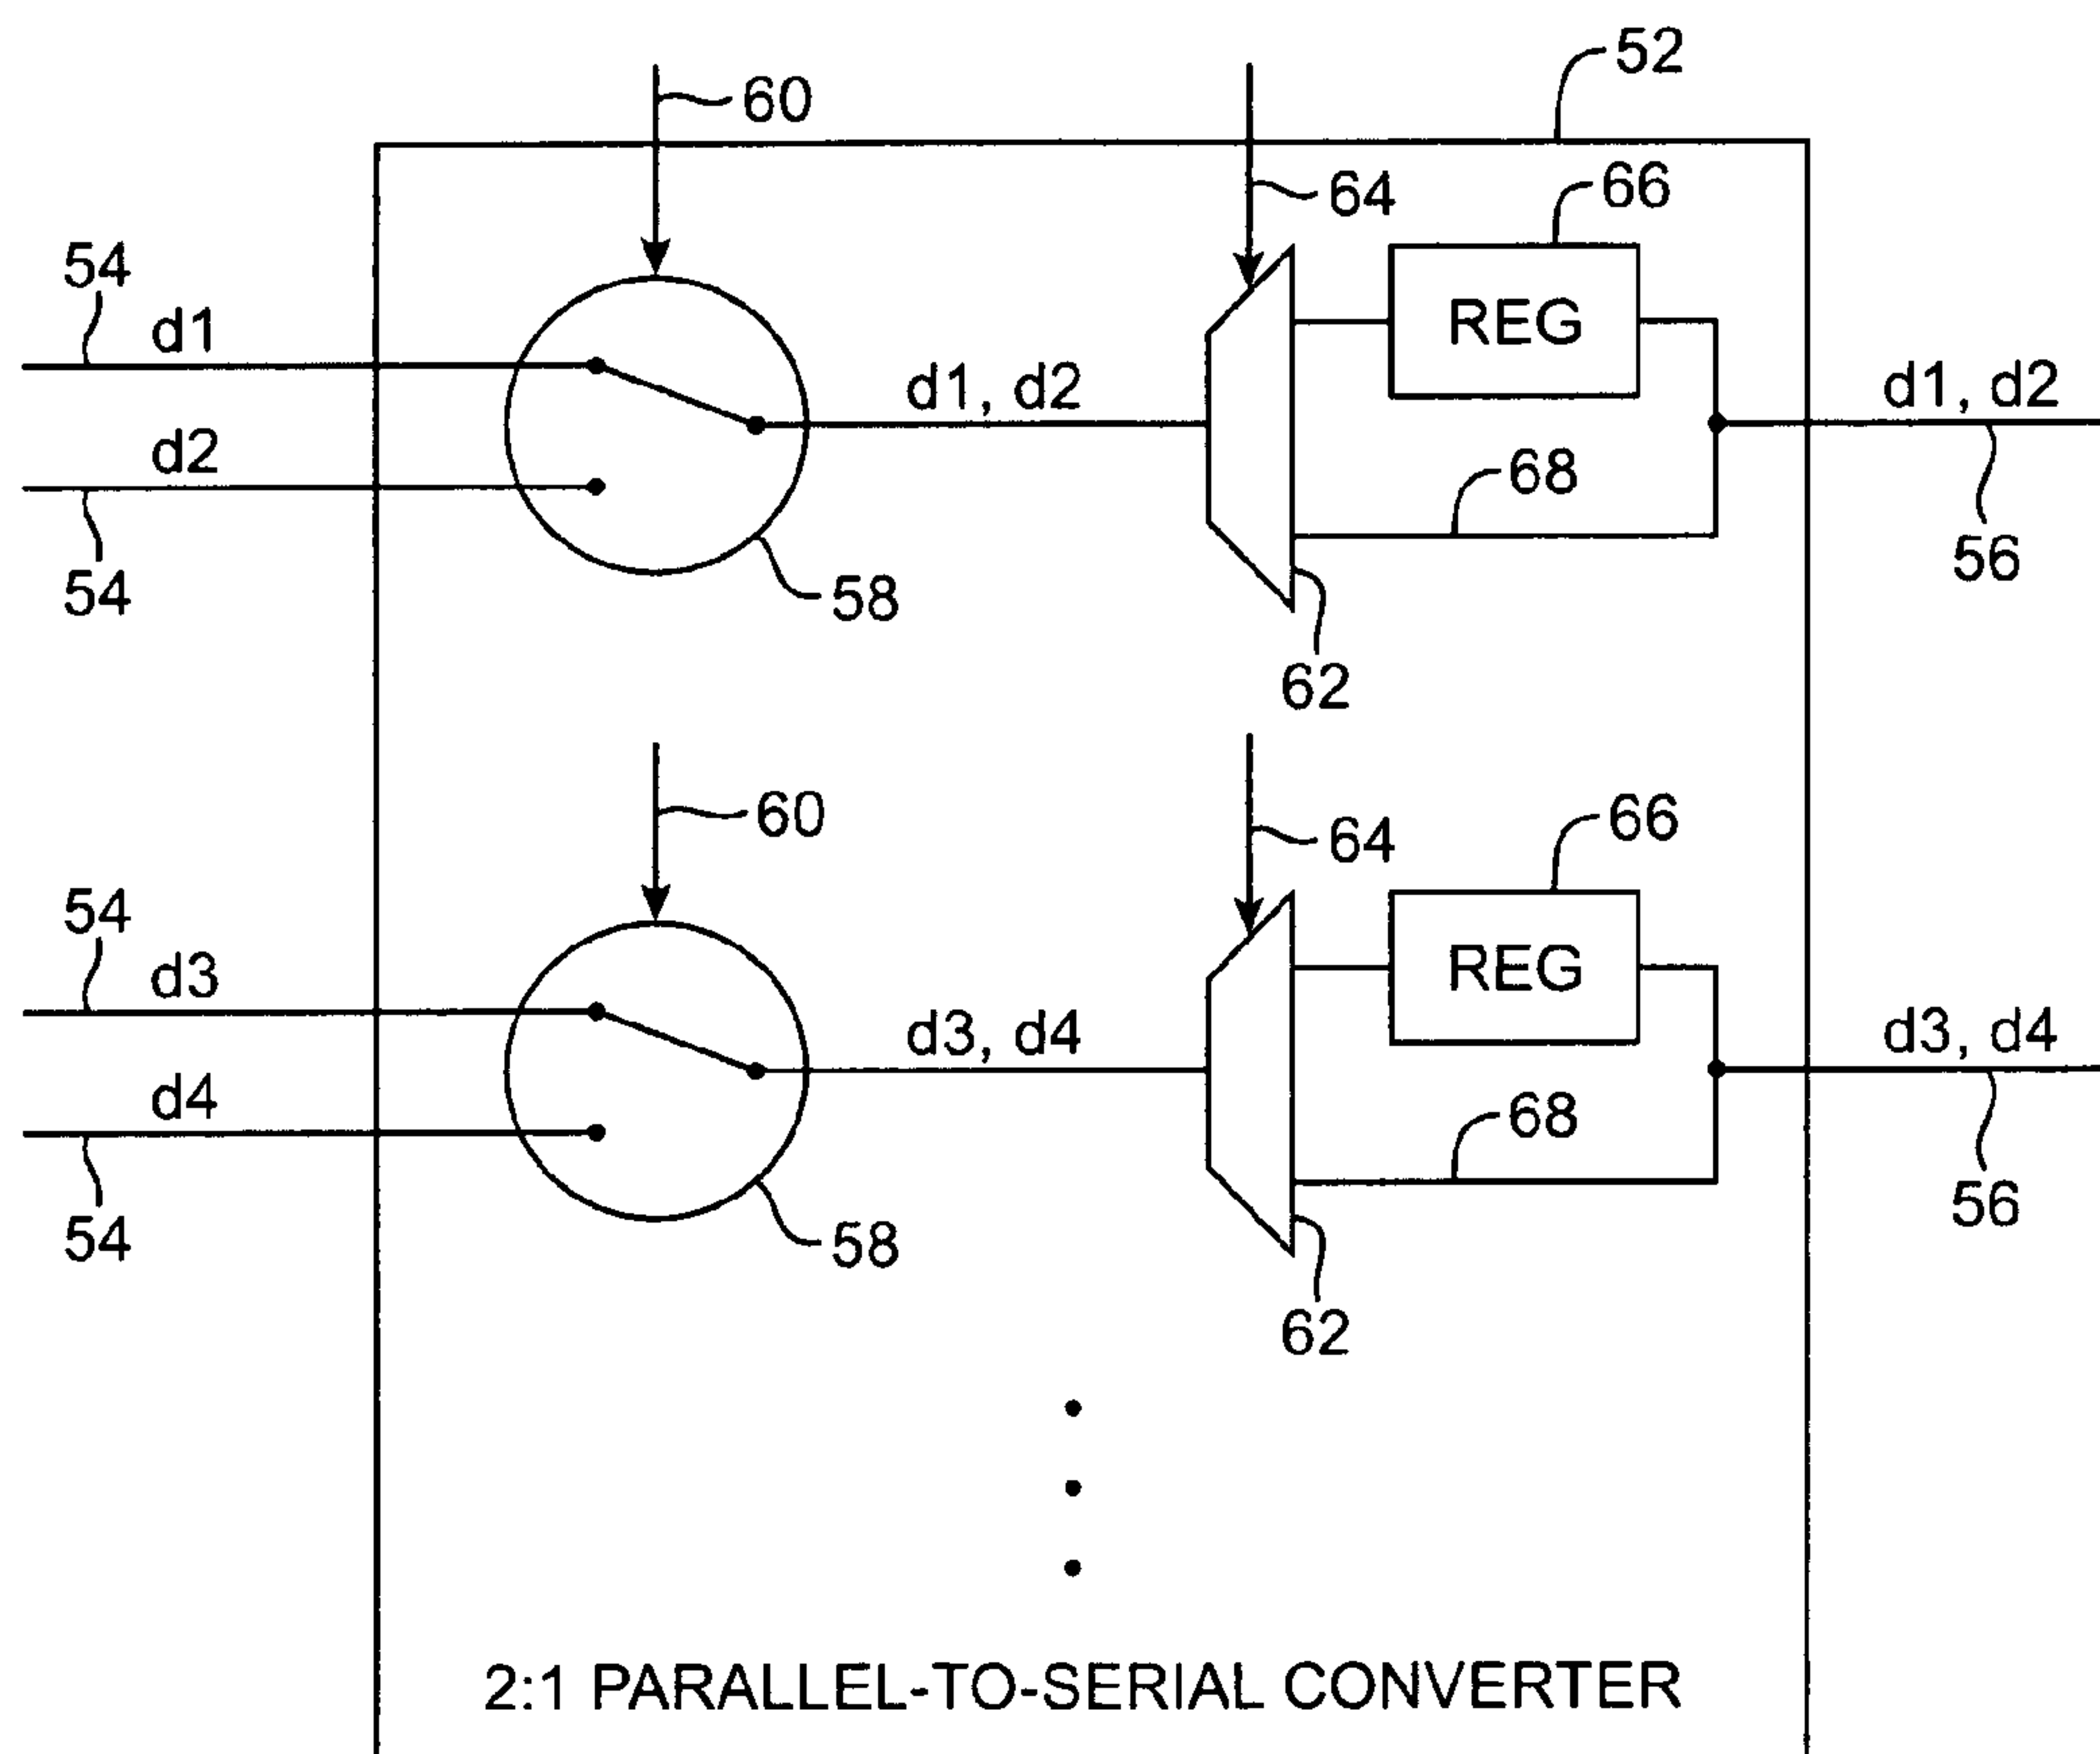 52
60
64
66
54
d1
REG
d1, d2
d1, d2
d2
68
54
58
56
62
60
64
66
54
d3
REG
d3, d4
d3, d4
d4
68
54
58
56
62
2:1 PARALLEL-TO-SERIAL CONVERTER